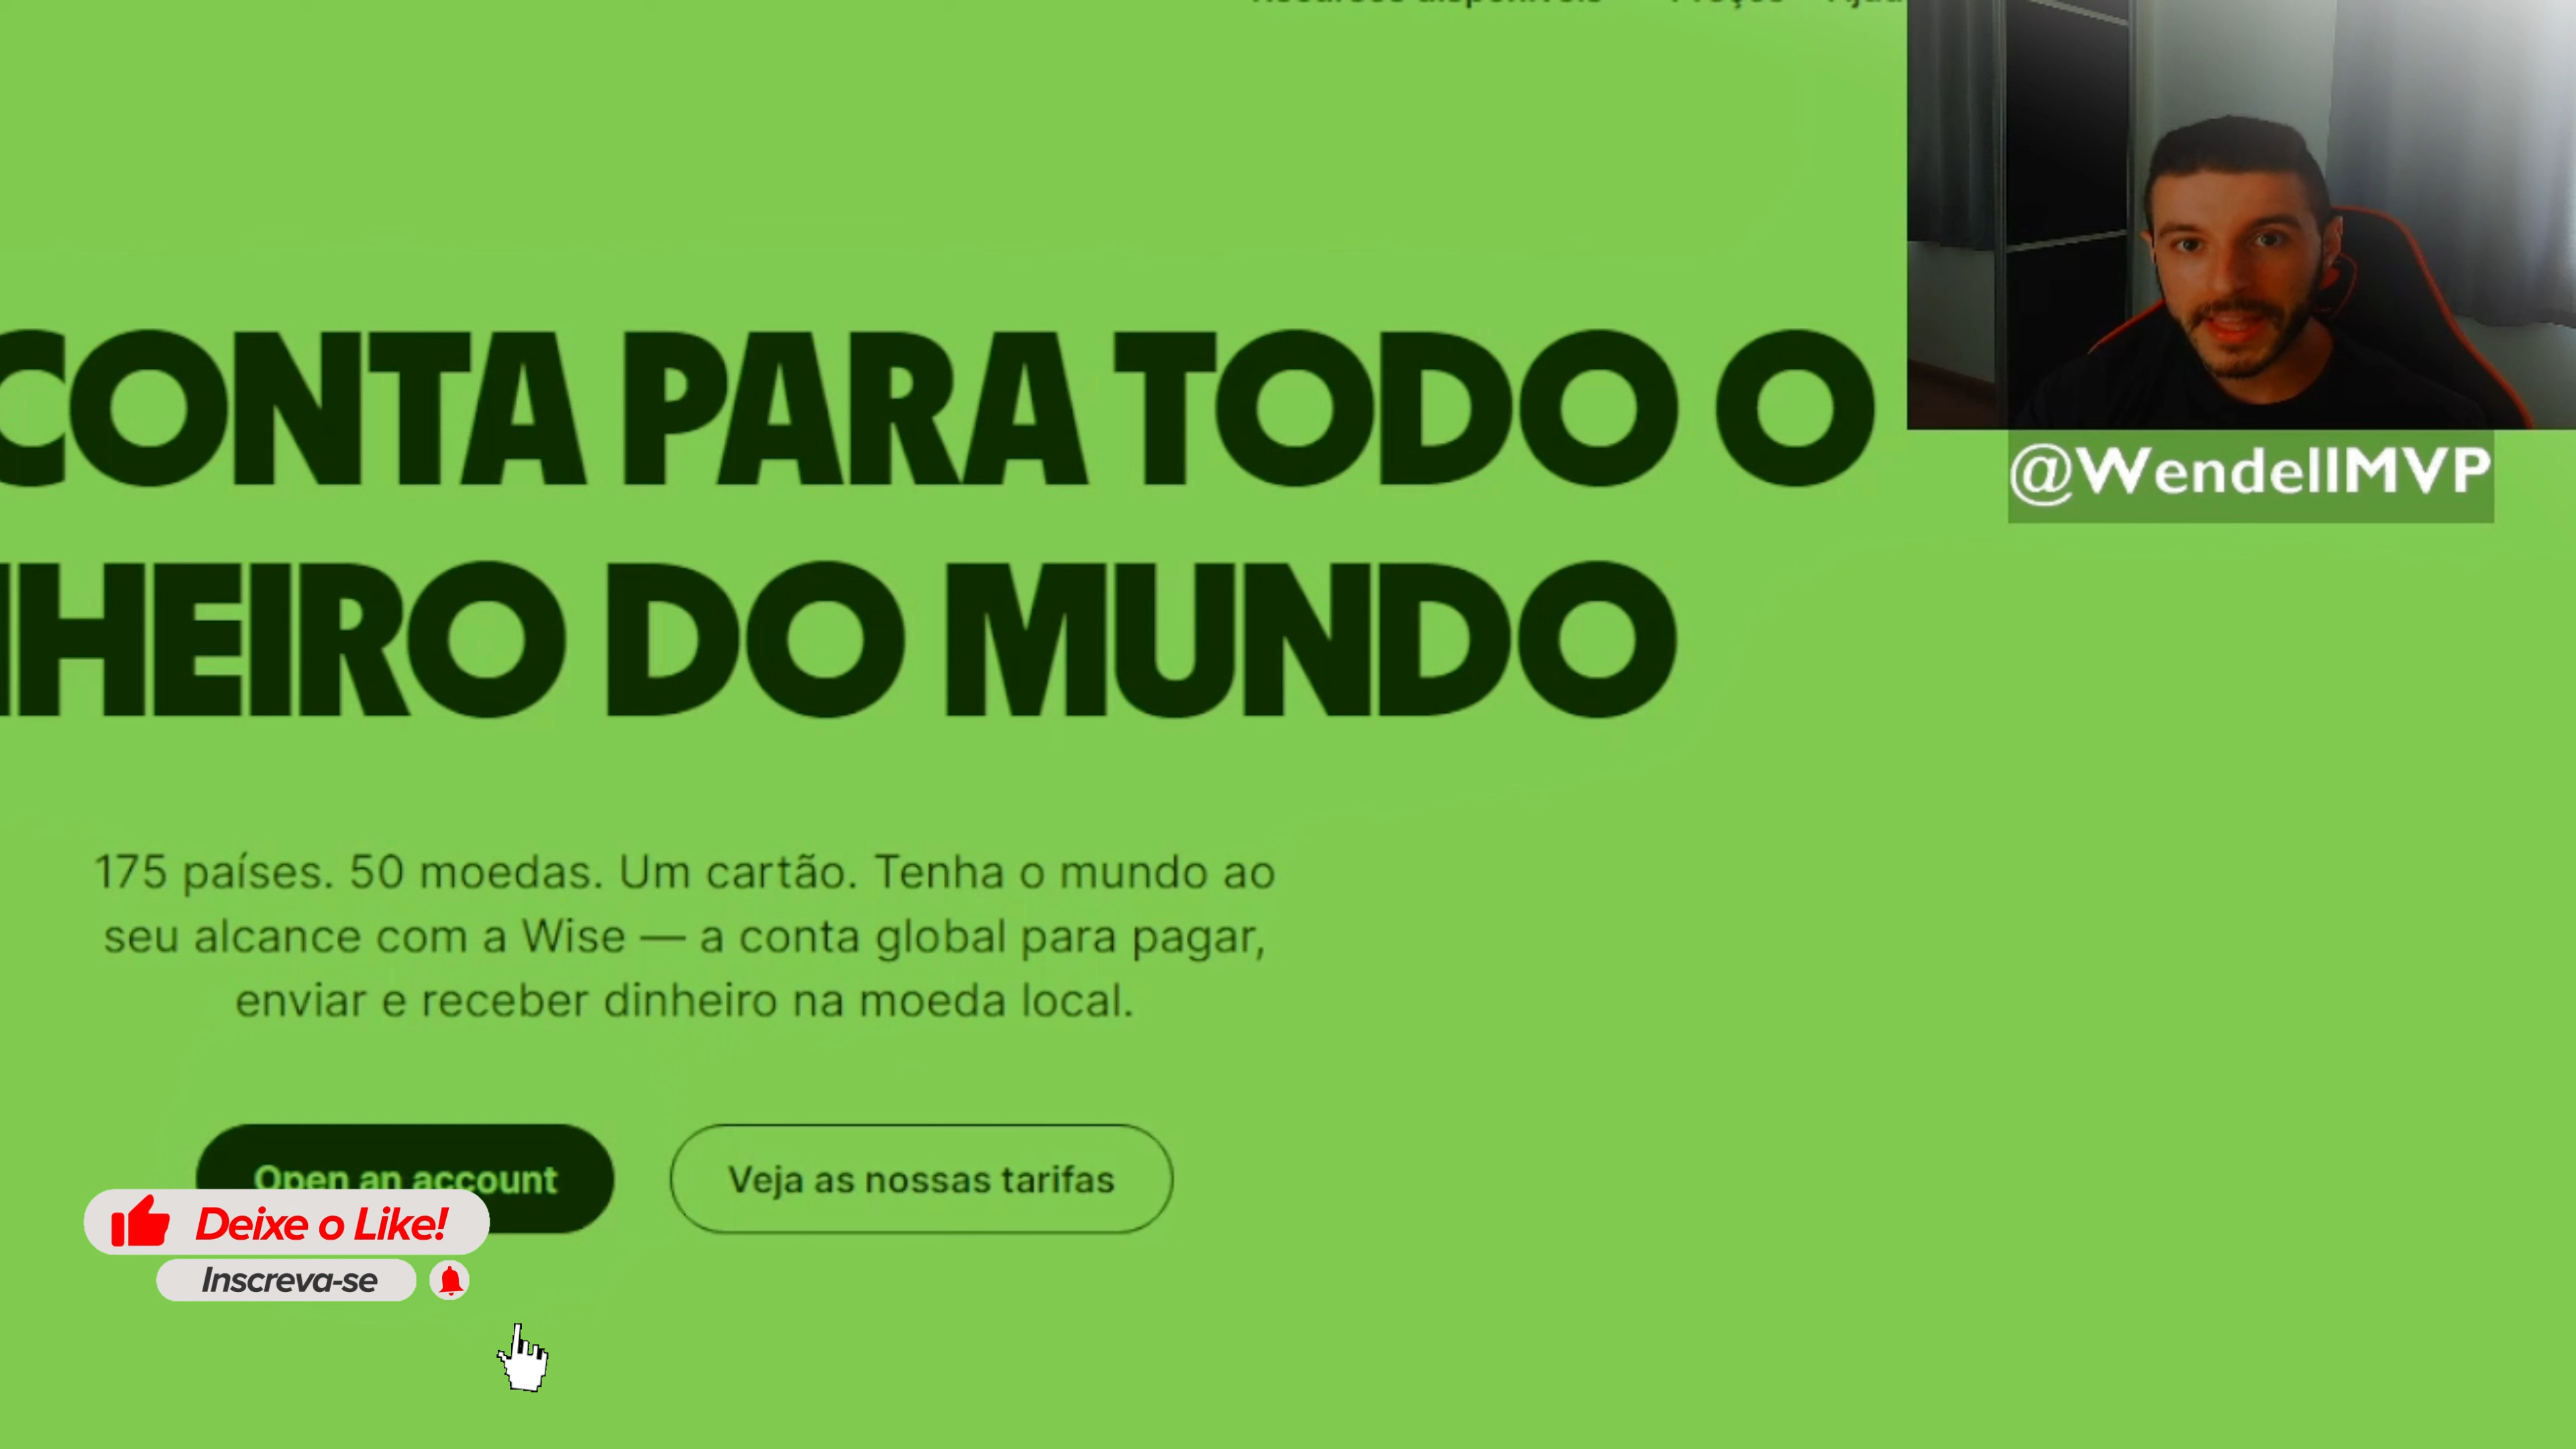 CONTA PARA TODO O
HEIRO DO MUNDO
@WendellMVP
175 países. 50 moedas. Um cartão. Tenha o mundo ao
seu alcance com a Wise — a conta global para pagar,
enviar e receber dinheiro na moeda local.
Open an account
Veja as nossas tarifas
Deixe o Like!
Inscreva-se